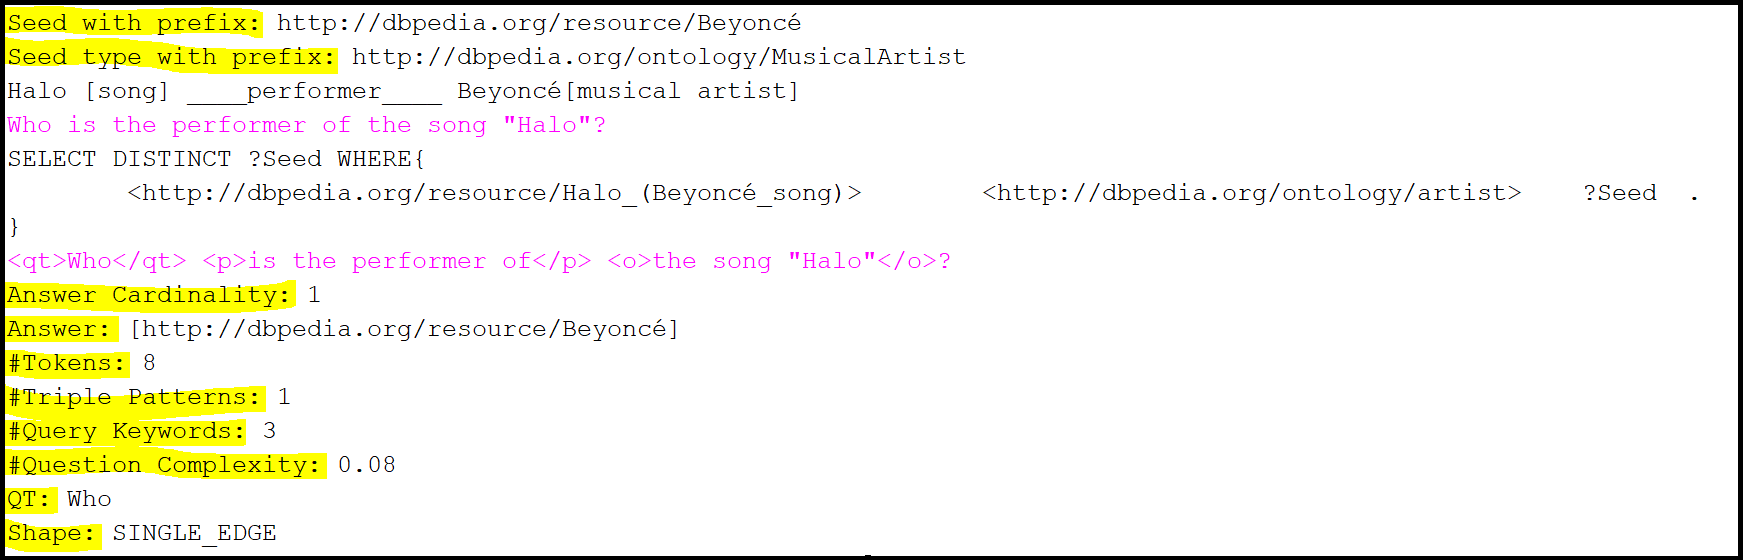 Seed with prefix: http://dbpedia.org/resource/Beyoncé
Seed type with prefix: http://dbpedia.org/ontology/MusicalArtist
Halo [song] ____performer____ Beyoncé[musical artist]
Who is the performer of the song "Halo"?
SELECT DISTINCT ?Seed WHERE{
<http://dbpedia.org/resource/Halo_(Beyoncé_song)> <http://dbpedia.org/ontology/artist> ?Seed .
}
<qt>Who</qt> <p>is the performer of</p> <o>the song "Halo"</o>?
Answer Cardinality: 1
Answer: [http://dbpedia.org/resource/Beyoncé]
#Tokens: 8
#Triple Patterns: 1
#Query Keywords: 3
#Question Complexity: 0.08
QT: Who
Shape: SINGLE_EDGE